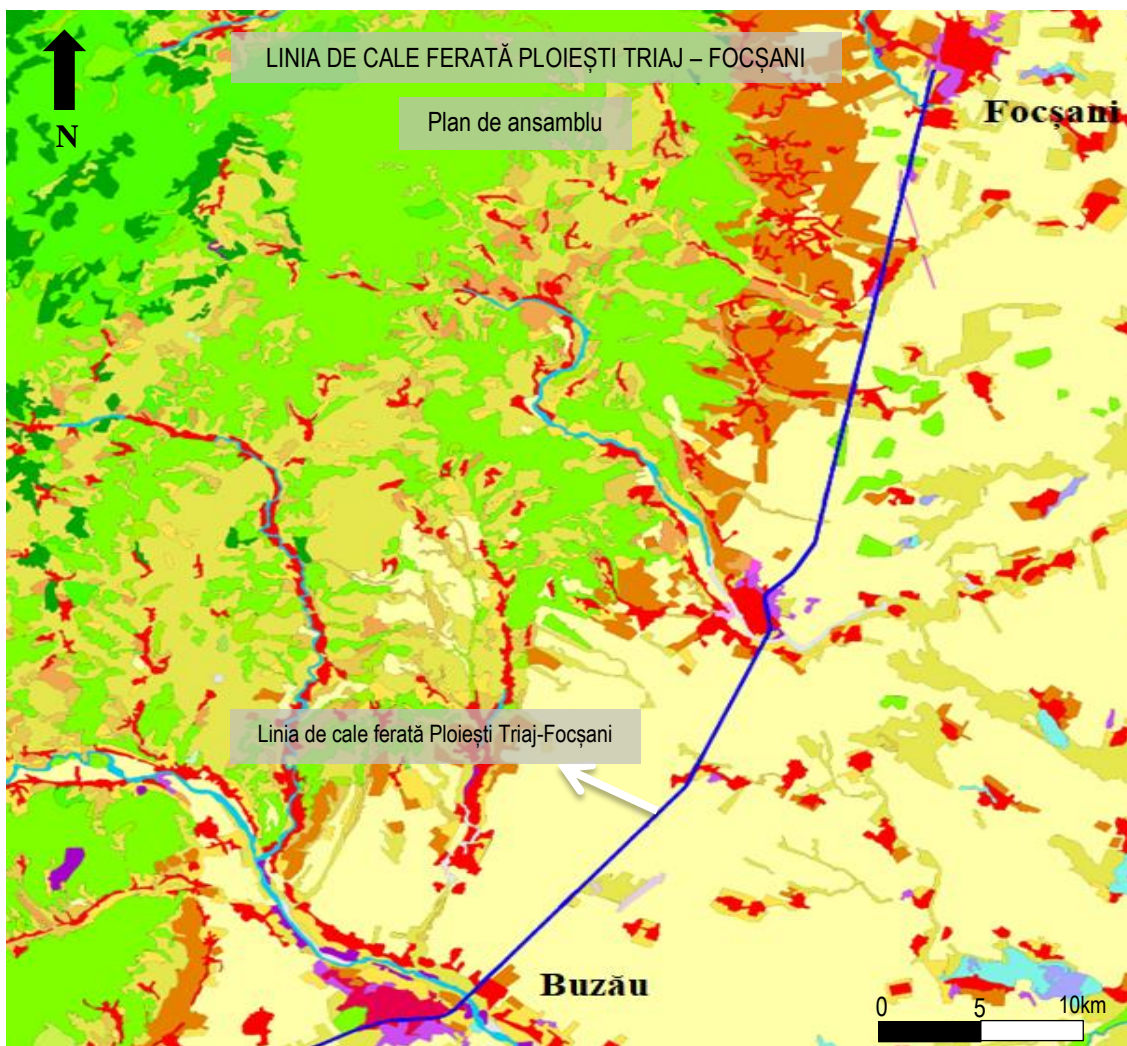 LINIA DE CALE FERATĂ PLOIEȘTI TRIAJ – FOCȘANI
Plan de ansamblu
N
Focșani
Linia de cale ferată Ploiești Triaj-Focșani
Buzău
0 5 10km